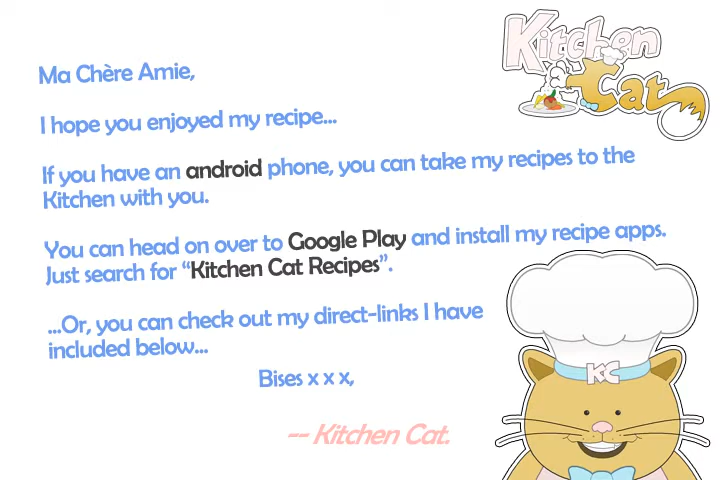 Kitchen
Cat
Ma Chère Amie,
I hope you enjoyed my recipe...
If you have an android phone, you can take my recipes to the
Kitchen with you.
You can head on over to Google Play and install my recipe apps.
Just search for “Kitchen Cat Recipes”.
...Or, you can check out my direct-links I have
included below...
Bises x x x,
-- Kitchen Cat.
KC